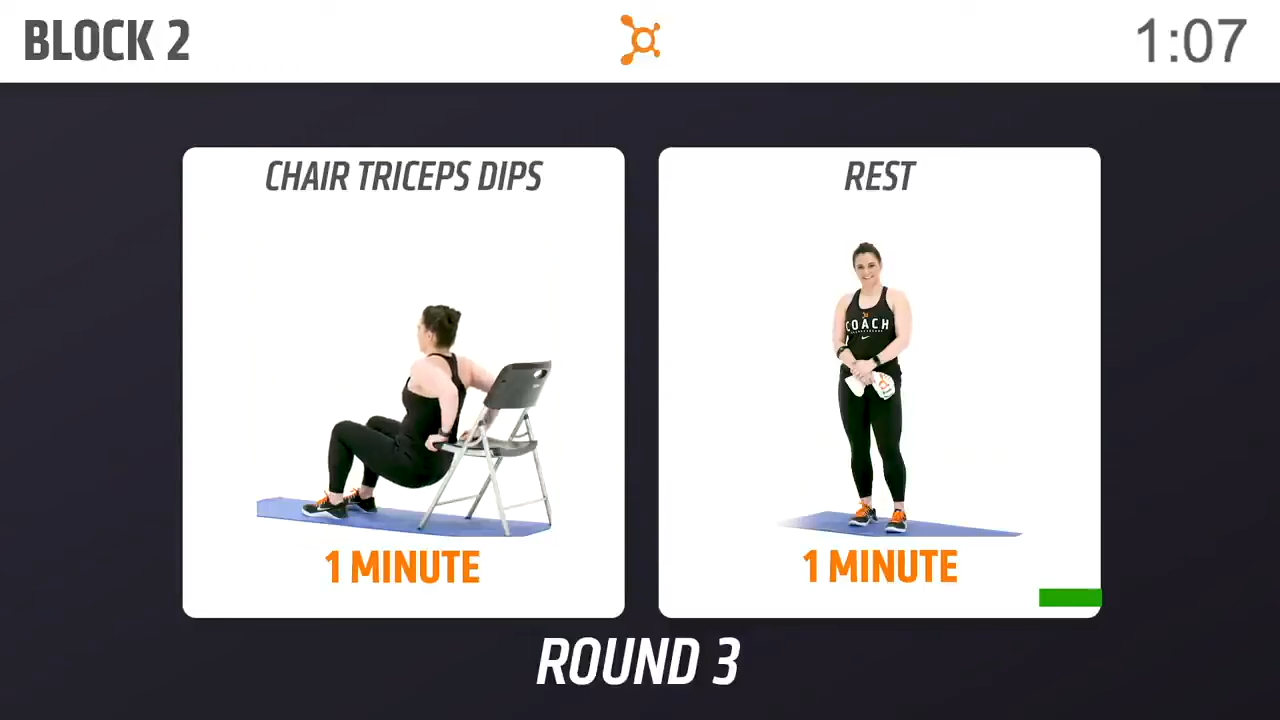 BLOCK 2
1:07
CHAIR TRICEPS DIPS
REST
COACH
1 MINUTE
1 MINUTE
ROUND 3